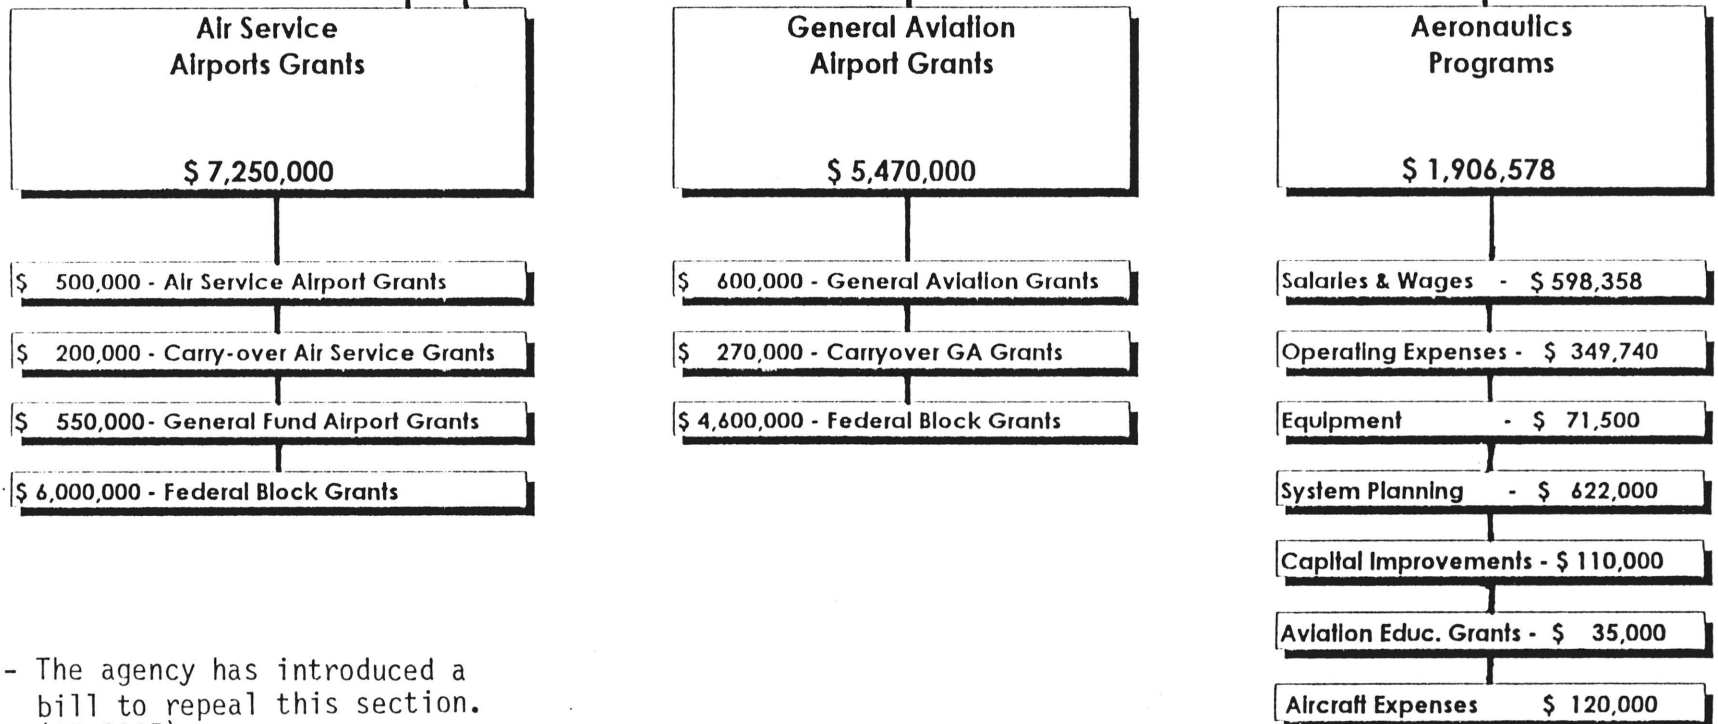 Air Service
Airports Grants
$ 7,250,000
$ 500,000 - Air Service Airport Grants
$ 200,000 - Carry-over Air Service Grants
$ 550,000- General Fund Airport Grants
$ 6,000,000 - Federal Block Grants
- The agency has introduced a
bill to repeal this section.
General Aviation
Airport Grants
$ 5,470,000
$ 600,000 - General Aviation Grants
$ 270,000 - Carryover GA Grants
$ 4,600,000 - Federal Block Grants
Aeronautics
Programs
$ 1,906,578
Salaries & Wages - $ 598,358
Operating Expenses - $ 349,740
Equipment - $ 71,500
System Planning - $ 622,000
Capital Improvements - $ 110,000
Aviation Educ. Grants - $ 35,000
Aircraft Expenses $ 120,000